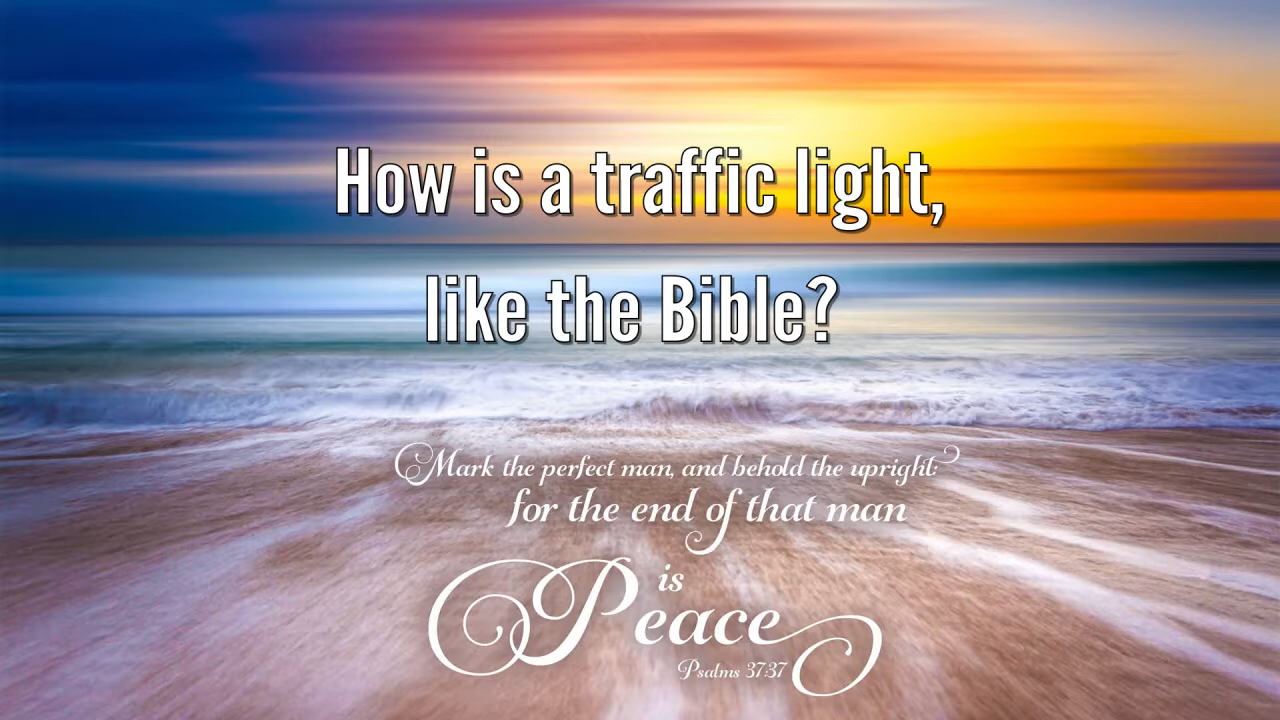 How is a traffic light,
like the Bible?
Mark the perfect man, and behold the upright:
for the end of that man
is
Peace
Psalms 37:37